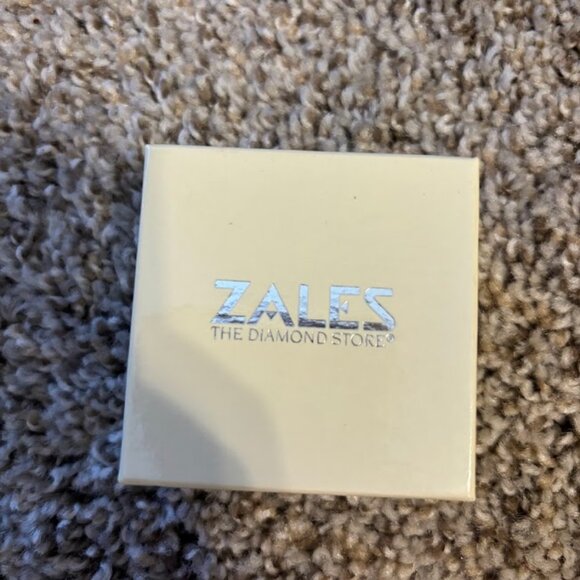 ZALES
THE DIAMOND STORE®